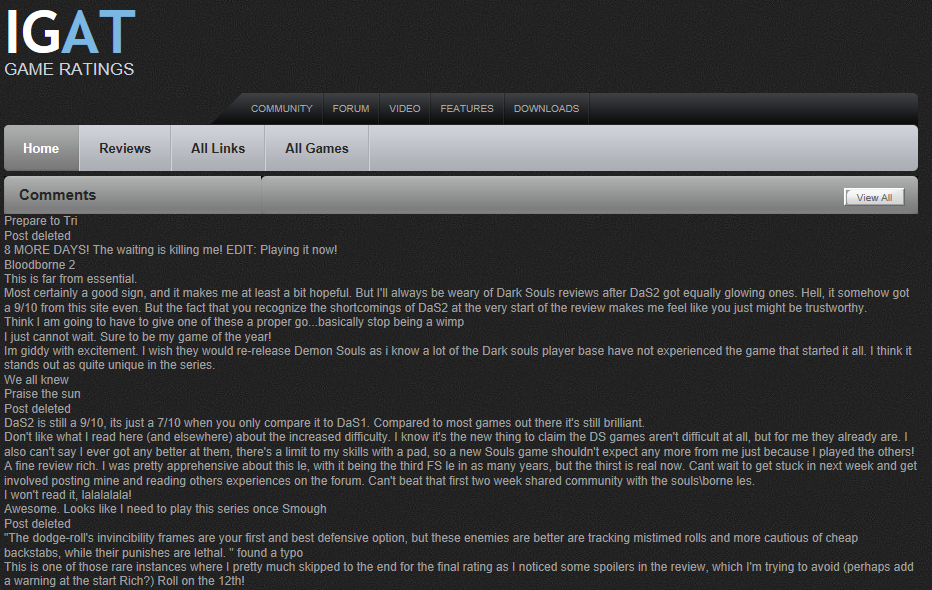 IGAT
GAME RATINGS
COMMUNITY FORUM VIDEO FEATURES DOWNLOADS
Home Reviews All Links All Games
Comments View All
Prepare to Tri
Post deleted
8 MORE DAYS! The waiting is killing me! EDIT: Playing it now!
Bloodborne 2
This is far from essential.
Most certainly a good sign, and it makes me at least a bit hopeful. But I'll always be weary of Dark Souls reviews after DaS2 got equally glowing ones. Hell, it somehow got
a 9/10 from this site even. But the fact that you recognize the shortcomings of DaS2 at the very start of the review makes me feel like you just might be trustworthy.
Think I am going to have to give one of these a proper go...basically stop being a wimp
I just cannot wait. Sure to be my game of the year!
Im giddy with excitement. I wish they would re-release Demon Souls as i know a lot of the Dark souls player base have not experienced the game that started it all. I think it
stands out as quite unique in the series.
We all knew
Praise the sun
Post deleted
DaS2 is still a 9/10, its just a 7/10 when you only compare it to DaS1. Compared to most games out there it's still brilliant.
Don't like what I read here (and elsewhere) about the increased difficulty. I know it's the new thing to claim the DS games aren't difficult at all, but for me they already are. I
also can't say I ever got any better at them, there's a limit to my skills with a pad, so a new Souls game shouldn't expect any more from me just because I played the others!
A fine review rich. I was pretty apprehensive about this le, with it being the third FS le in as many years, but the thirst is real now. Cant wait to get stuck in next week and get
involved posting mine and reading others experiences on the forum. Can't beat that first two week shared community with the souls\borne les.
I won't read it, lalalalala!
Awesome. Looks like I need to play this series once Smough
Post deleted
"The dodge-roll's invincibility frames are your first and best defensive option, but these enemies are better are tracking mistimed rolls and more cautious of cheap
backstabs, while their punishes are lethal. " found a typo
This is one of those rare instances where I pretty much skipped to the end for the final rating as I noticed some spoilers in the review, which I'm trying to avoid (perhaps add
a warning at the start Rich?) Roll on the 12th!